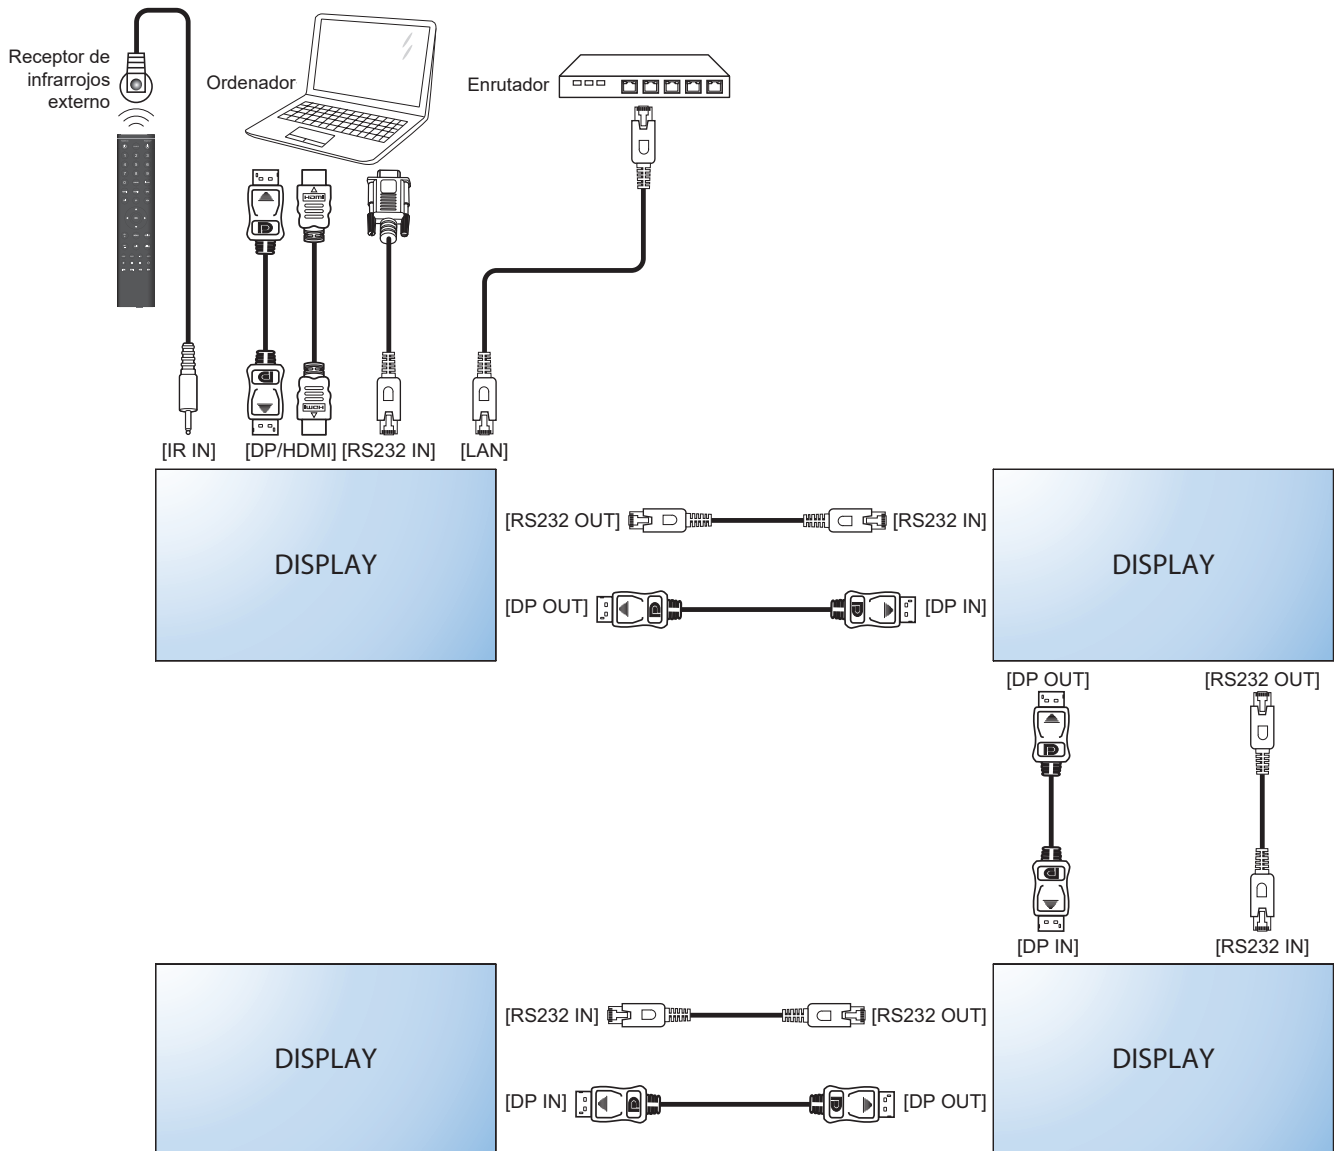 Receptor de
infrarrojos
externo
Ordenador
Enrutador
HDMI
HDMI
[IR IN]
[DP/HDMI]
[RS232 IN]
[LAN]
[RS232 OUT]
[RS232 IN]
DISPLAY
DISPLAY
[DP OUT]
[DP IN]
[DP OUT]
[RS232 OUT]
[DP IN]
[RS232 IN]
[RS232 IN]
[RS232 OUT]
DISPLAY
DISPLAY
[DP IN]
[DP OUT]